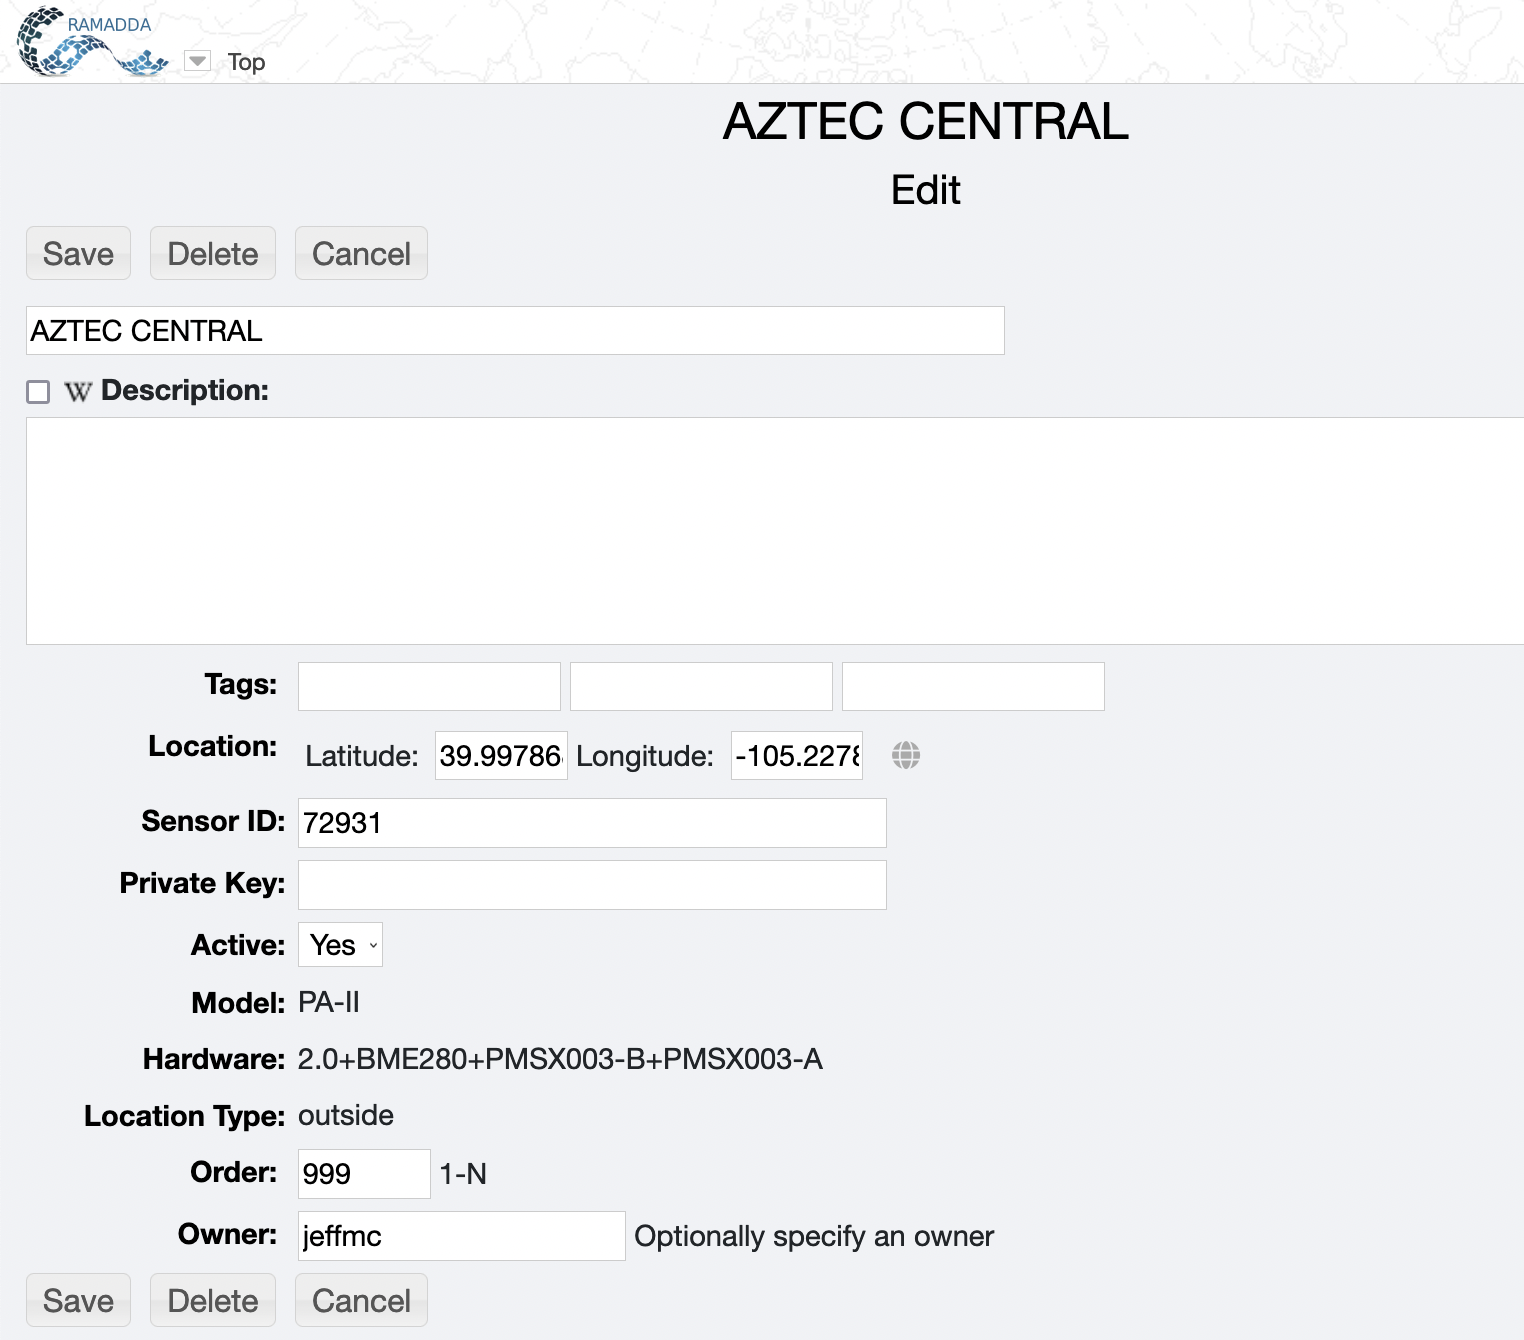 RAMADDA
Top
AZTEC CENTRAL
Edit
Save Delete Cancel
AZTEC CENTRAL
W Description:
Tags:
Location: Latitude: 39.99786 Longitude: -105.2278
Sensor ID: 72931
Private Key:
Active: Yes
Model: PA-II
Hardware: 2.0+BME280+PMSX003-B+PMSX003-A
Location Type: outside
Order: 999 1-N
Owner: jeffmc Optionally specify an owner
Save Delete Cancel